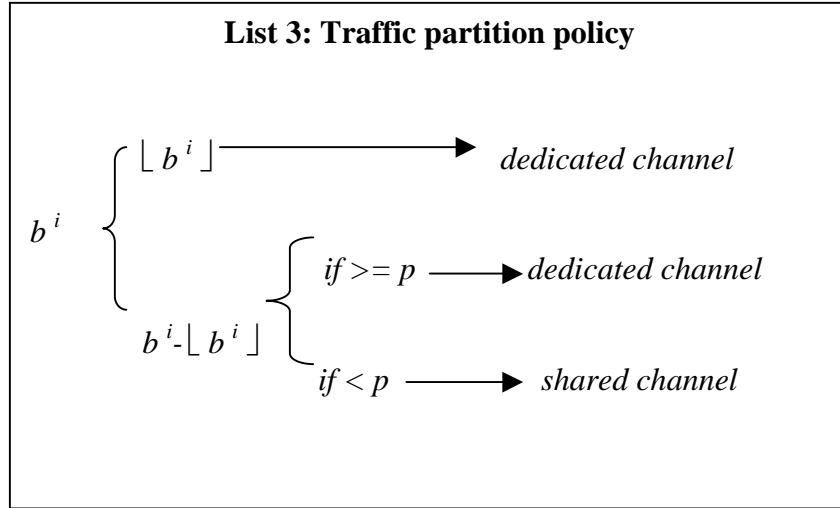 List 3: Traffic partition policy
⌊ b i ⌋ dedicated channel
b i
if >= p dedicated channel
b i-⌊ b i ⌋
if < p shared channel